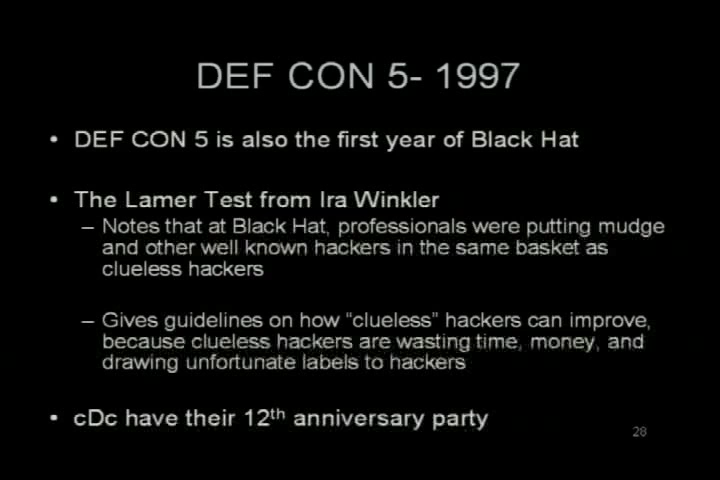 DEF CON 5- 1997
• DEF CON 5 is also the first year of Black Hat
• The Lamer Test from Ira Winkler
– Notes that at Black Hat, professionals were putting mudge
and other well known hackers in the same basket as
clueless hackers
– Gives guidelines on how “clueless” hackers can improve,
because clueless hackers are wasting time, money, and
drawing unfortunate labels to hackers
• cDc have their 12th anniversary party
28